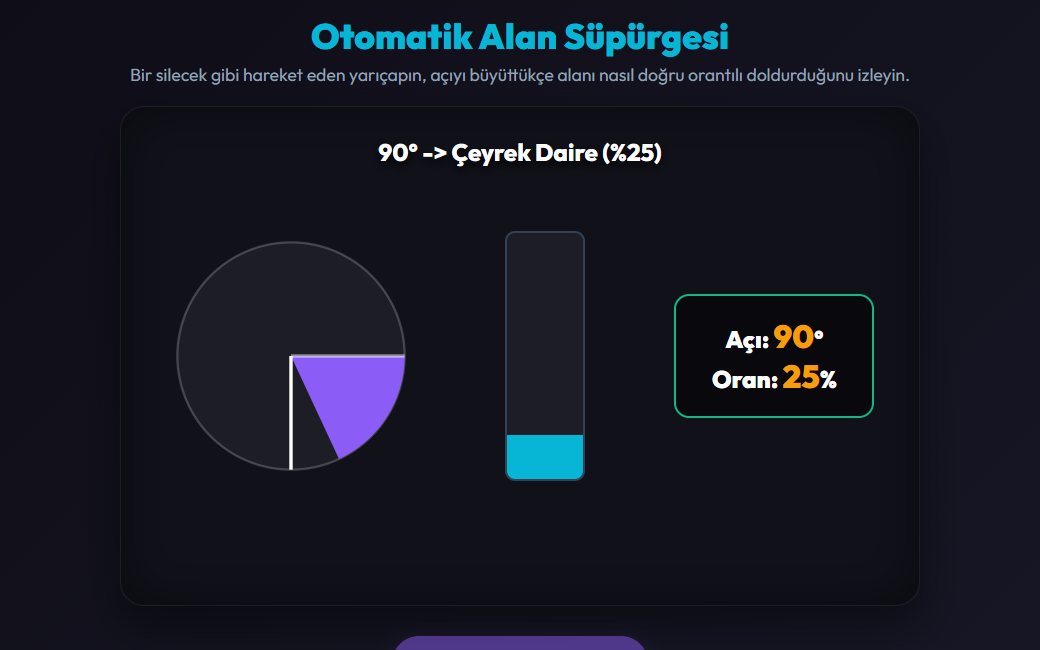 Otomatik Alan Süpürgesi
Bir silecek gibi hareket eden yarıçapın, açıyı büyüttükçe alanı nasıl doğru orantılı doldurduğunu izleyin.
90° -> Çeyrek Daire (%25)
Açı: 90°
Oran: 25%